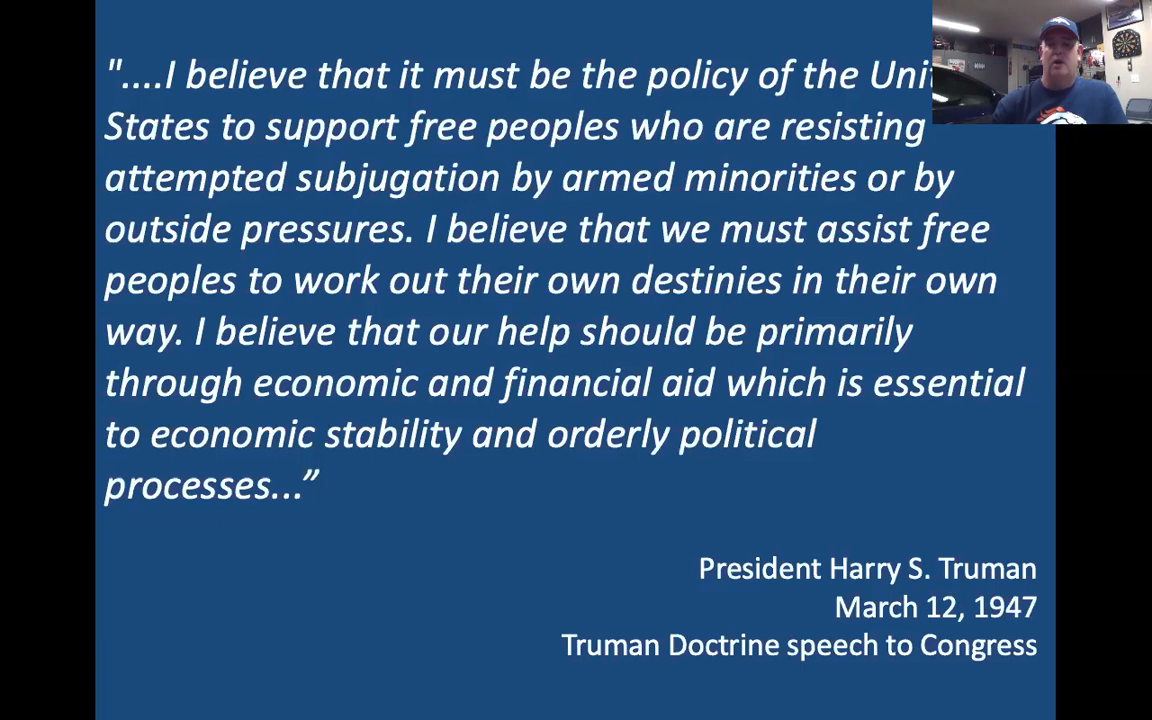 "....I believe that it must be the policy of the
States to support free peoples who are resisting
attempted subjugation by armed minorities or by
outside pressures. I believe that we must assist free
peoples to work out their own destinies in their own
way. I believe that our help should be primarily
through economic and financial aid which is essential
to economic stability and orderly political
processes...”
President Harry S. Truman
March 12, 1947
Truman Doctrine speech to Congress